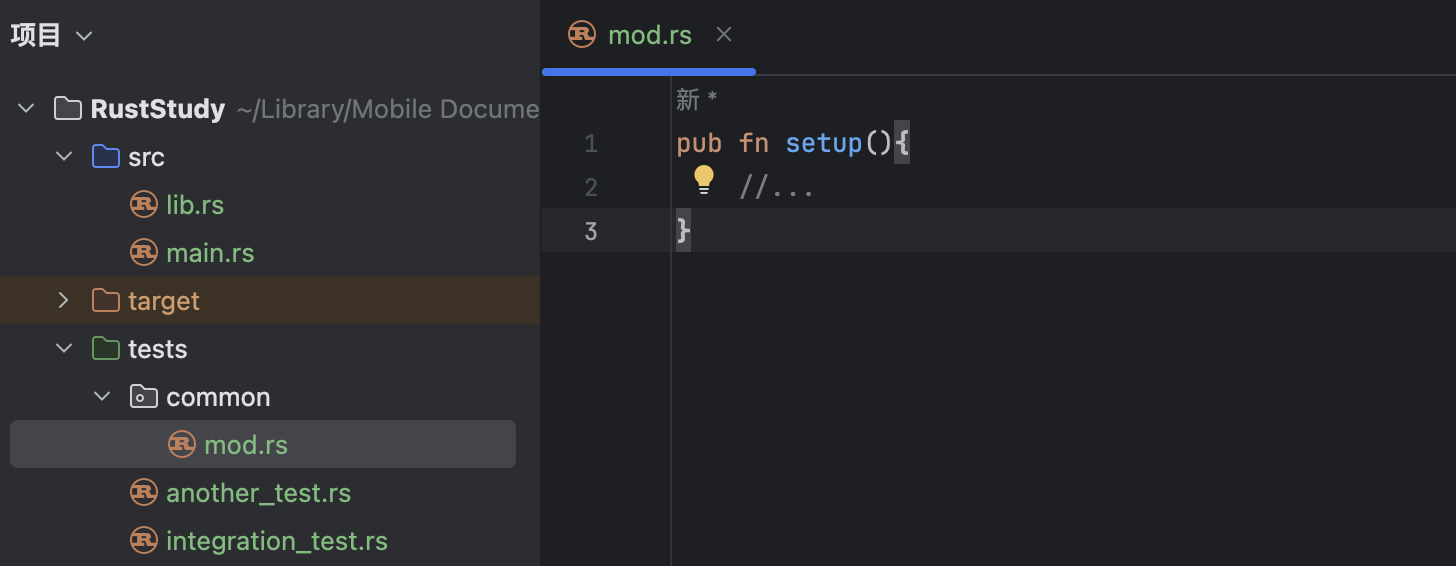 项目
RustStudy ~/Library/Mobile Docume
src
lib.rs
main.rs
target
tests
common
mod.rs
another_test.rs
integration_test.rs
mod.rs
新 *
1 pub fn setup(){
2 //...
3 }